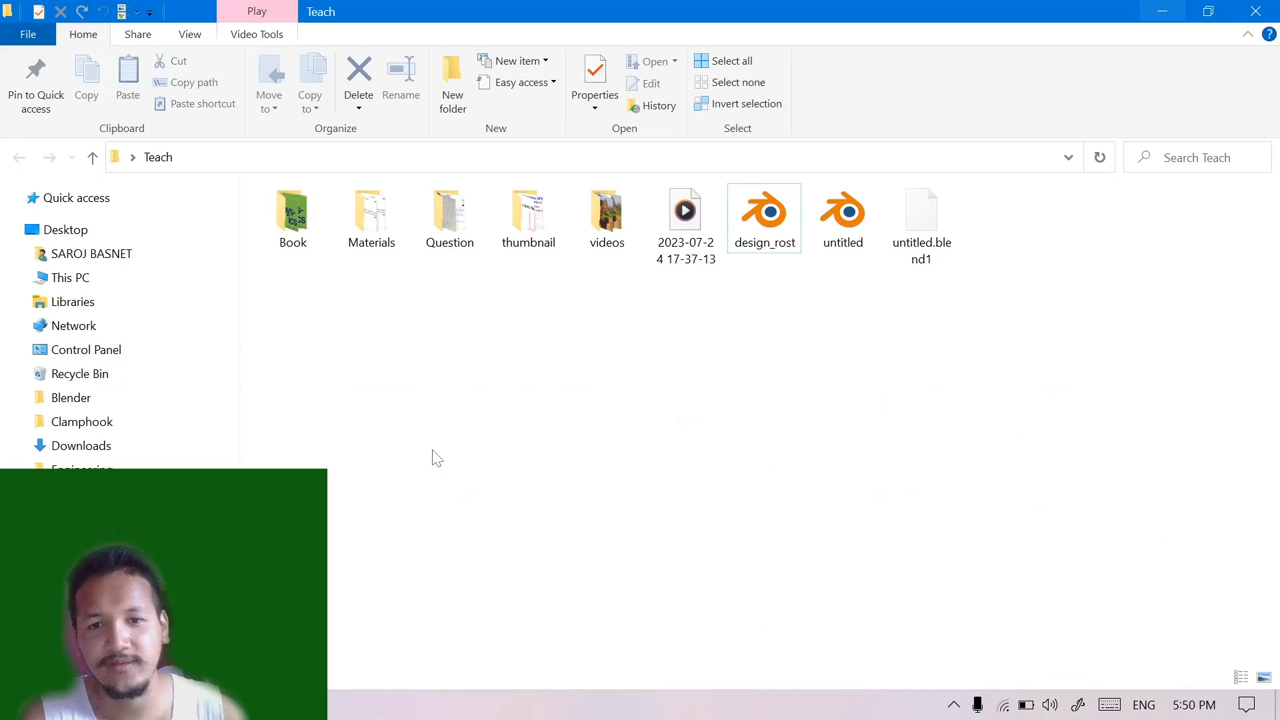 Play
Teach
File
Home
Share
View
Video Tools
Pin to Quick access
Copy
Paste
Cut
Copy path
Paste shortcut
Clipboard
Move to
Copy to
Delete
Rename
Organize
New folder
New item
Easy access
New
Properties
Open
Edit
History
Open
Select all
Select none
Invert selection
Select
Teach
Search Teach
Quick access
Desktop
SAROJ BASNET
This PC
Libraries
Network
Control Panel
Recycle Bin
Blender
Clamphook
Downloads
Engineering
Book
Materials
Question
thumbnail
videos
2023-07-2
4 17-37-13
design_rost
untitled
untitled.ble
nd1
ENG
5:50 PM